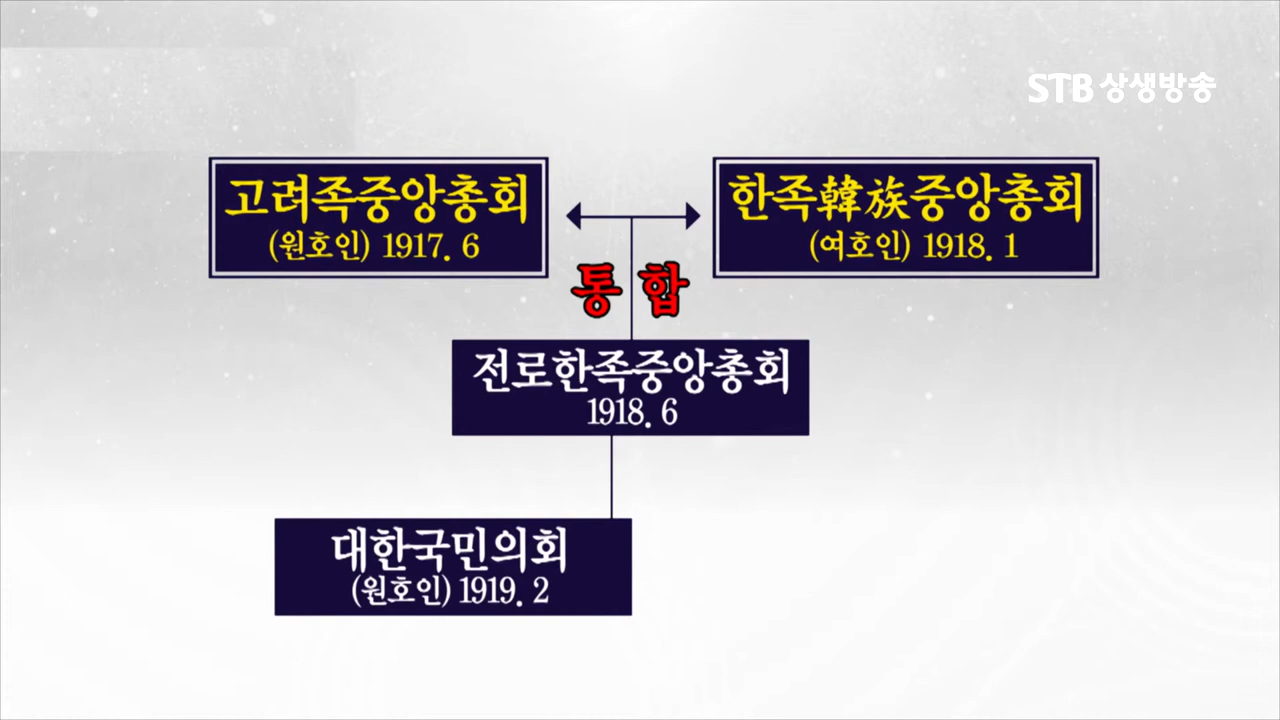 STB 상생방송
고려족중앙총회
(원호인) 1917. 6
한족韓族중앙총회
(여호인) 1918. 1
통합
전로한족중앙총회
1918. 6
대한국민의회
(원호인) 1919. 2